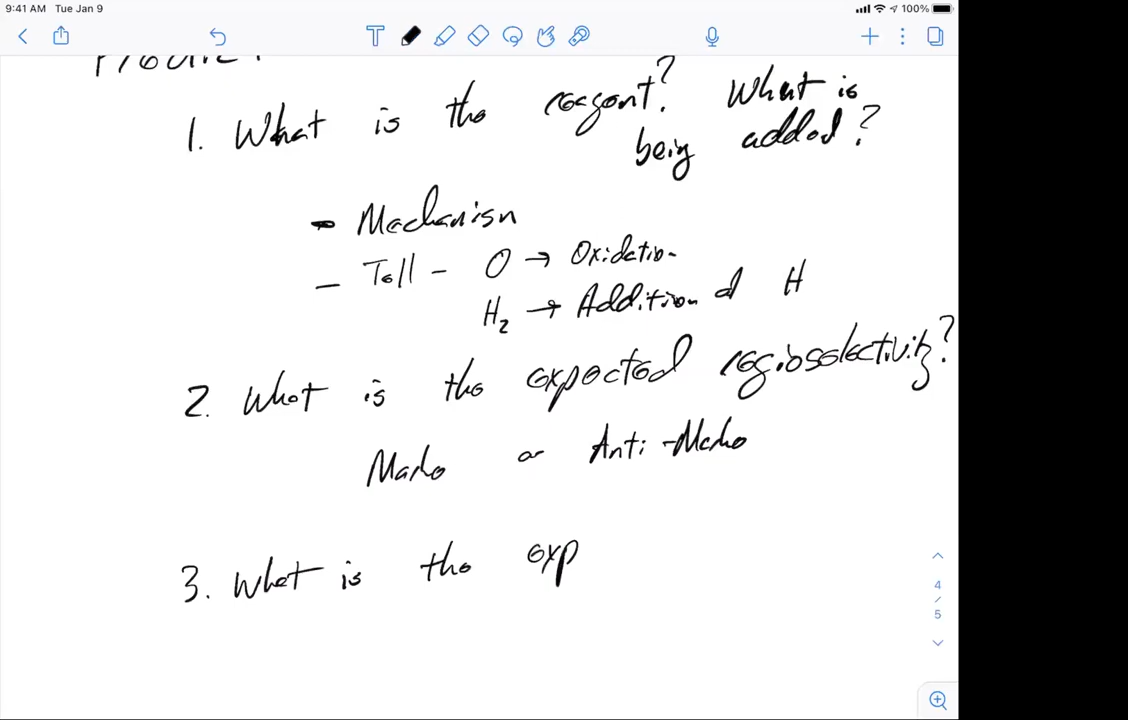 9:41 AM Tue Jan 9
100%
1. What is the reagent? What is
being added?
- Mechanism
- Tell - O → Oxidation
H2 → Addition of H
2. What is the expected regioselectivity?
Marko or Anti-Marko
3. What is the exp
4
/
5